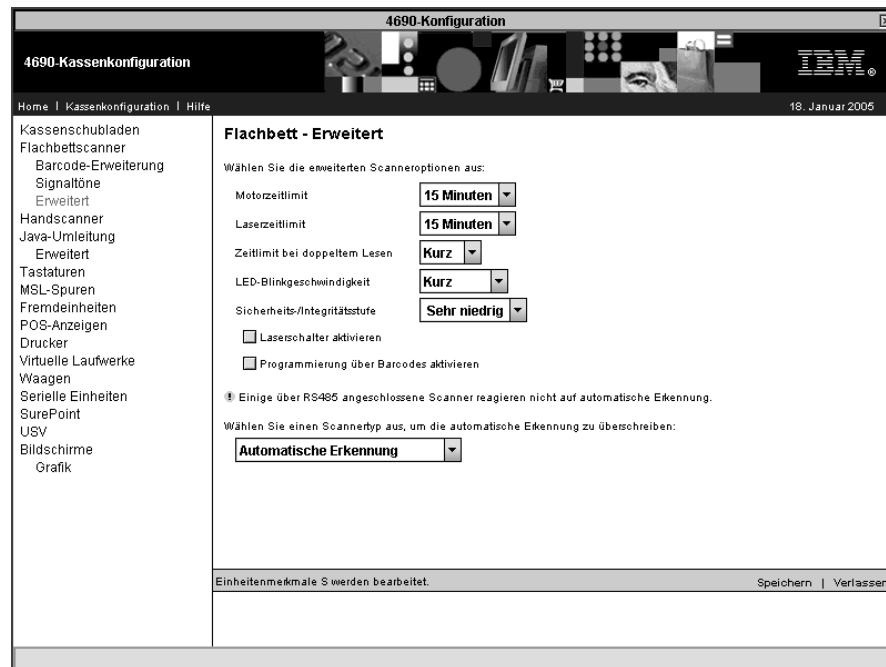 4690-Konfiguration
4690-Kassenkonfiguration
IBM®
Home | Kassenkonfiguration | Hilfe
18. Januar 2005
Kassenschubladen
Flachbettscanner
Barcode-Erweiterung
Signaltöne
Erweitert
Handscanner
Java-Umleitung
Erweitert
Tastaturen
MSL-Spuren
Fremdeinheiten
POS-Anzeigen
Drucker
Virtuelle Laufwerke
Waagen
Serielle Einheiten
SurePoint
USV
Bildschirme
Grafik
Flachbett - Erweitert
Wählen Sie die erweiterten Scanneroptionen aus:
Motorzeitlimit 15 Minuten
Laserzeitlimit 15 Minuten
Zeitlimit bei doppeltem Lesen Kurz
LED-Blinkgeschwindigkeit Kurz
Sicherheits-/Integritätsstufe Sehr niedrig
Laserschalter aktivieren
Programmierung über Barcodes aktivieren
Einige über RS485 angeschlossene Scanner reagieren nicht auf automatische Erkennung.
Wählen Sie einen Scannertyp aus, um die automatische Erkennung zu überschreiben:
Automatische Erkennung
Einheitenmerkmale S werden bearbeitet.
Speichern | Verlassen